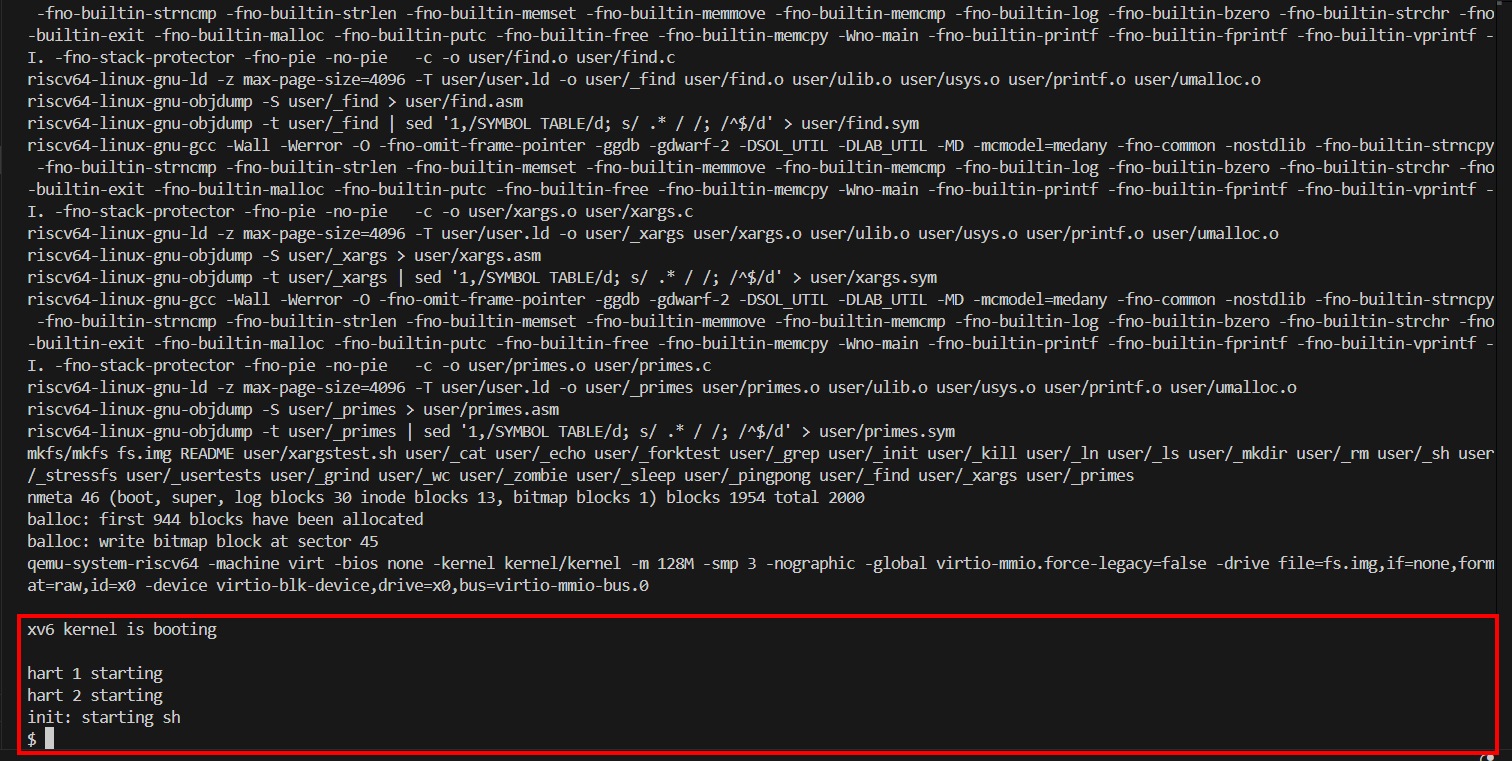 -fno-builtin-strncmp -fno-builtin-strlen -fno-builtin-memset -fno-builtin-memmove -fno-builtin-memcmp -fno-builtin-log -fno-builtin-bzero -fno-builtin-strchr -fno
-builtin-exit -fno-builtin-malloc -fno-builtin-putc -fno-builtin-free -fno-builtin-memcpy -Wno-main -fno-builtin-printf -fno-builtin-fprintf -fno-builtin-vprintf -
I. -fno-stack-protector -fno-pie -no-pie   -c -o user/find.o user/find.c
riscv64-linux-gnu-ld -z max-page-size=4096 -T user/user.ld -o user/_find user/find.o user/ulib.o user/usys.o user/printf.o user/umalloc.o
riscv64-linux-gnu-objdump -S user/_find > user/find.asm
riscv64-linux-gnu-objdump -t user/_find | sed '1,/SYMBOL TABLE/d; s/ .* / /; /^$/d' > user/find.sym
riscv64-linux-gnu-gcc -Wall -Werror -O -fno-omit-frame-pointer -ggdb -gdwarf-2 -DSOL_UTIL -DLAB_UTIL -MD -mcmodel=medany -fno-common -nostdlib -fno-builtin-strncpy
 -fno-builtin-strncmp -fno-builtin-strlen -fno-builtin-memset -fno-builtin-memmove -fno-builtin-memcmp -fno-builtin-log -fno-builtin-bzero -fno-builtin-strchr -fno
-builtin-exit -fno-builtin-malloc -fno-builtin-putc -fno-builtin-free -fno-builtin-memcpy -Wno-main -fno-builtin-printf -fno-builtin-fprintf -fno-builtin-vprintf -
I. -fno-stack-protector -fno-pie -no-pie   -c -o user/xargs.o user/xargs.c
riscv64-linux-gnu-ld -z max-page-size=4096 -T user/user.ld -o user/_xargs user/xargs.o user/ulib.o user/usys.o user/printf.o user/umalloc.o
riscv64-linux-gnu-objdump -S user/_xargs > user/xargs.asm
riscv64-linux-gnu-objdump -t user/_xargs | sed '1,/SYMBOL TABLE/d; s/ .* / /; /^$/d' > user/xargs.sym
riscv64-linux-gnu-gcc -Wall -Werror -O -fno-omit-frame-pointer -ggdb -gdwarf-2 -DSOL_UTIL -DLAB_UTIL -MD -mcmodel=medany -fno-common -nostdlib -fno-builtin-strncpy
 -fno-builtin-strncmp -fno-builtin-strlen -fno-builtin-memset -fno-builtin-memmove -fno-builtin-memcmp -fno-builtin-log -fno-builtin-bzero -fno-builtin-strchr -fno
-builtin-exit -fno-builtin-malloc -fno-builtin-putc -fno-builtin-free -fno-builtin-memcpy -Wno-main -fno-builtin-printf -fno-builtin-fprintf -fno-builtin-vprintf -
I. -fno-stack-protector -fno-pie -no-pie   -c -o user/primes.o user/primes.c
riscv64-linux-gnu-ld -z max-page-size=4096 -T user/user.ld -o user/_primes user/primes.o user/ulib.o user/usys.o user/printf.o user/umalloc.o
riscv64-linux-gnu-objdump -S user/_primes > user/primes.asm
riscv64-linux-gnu-objdump -t user/_primes | sed '1,/SYMBOL TABLE/d; s/ .* / /; /^$/d' > user/primes.sym
mkfs/mkfs fs.img README user/xargstest.sh user/_cat user/_echo user/_forktest user/_grep user/_init user/_kill user/_ln user/_ls user/_mkdir user/_rm user/_sh user
/_stressfs user/_usertests user/_grind user/_wc user/_zombie user/_sleep user/_pingpong user/_find user/_xargs user/_primes
nmeta 46 (boot, super, log blocks 30 inode blocks 13, bitmap blocks 1) blocks 1954 total 2000
balloc: first 944 blocks have been allocated
balloc: write bitmap block at sector 45
qemu-system-riscv64 -machine virt -bios none -kernel kernel/kernel -m 128M -smp 3 -nographic -global virtio-mmio.force-legacy=false -drive file=fs.img,if=none,form
at=raw,id=x0 -device virtio-blk-device,drive=x0,bus=virtio-mmio-bus.0
xv6 kernel is booting
hart 1 starting
hart 2 starting
init: starting sh
$